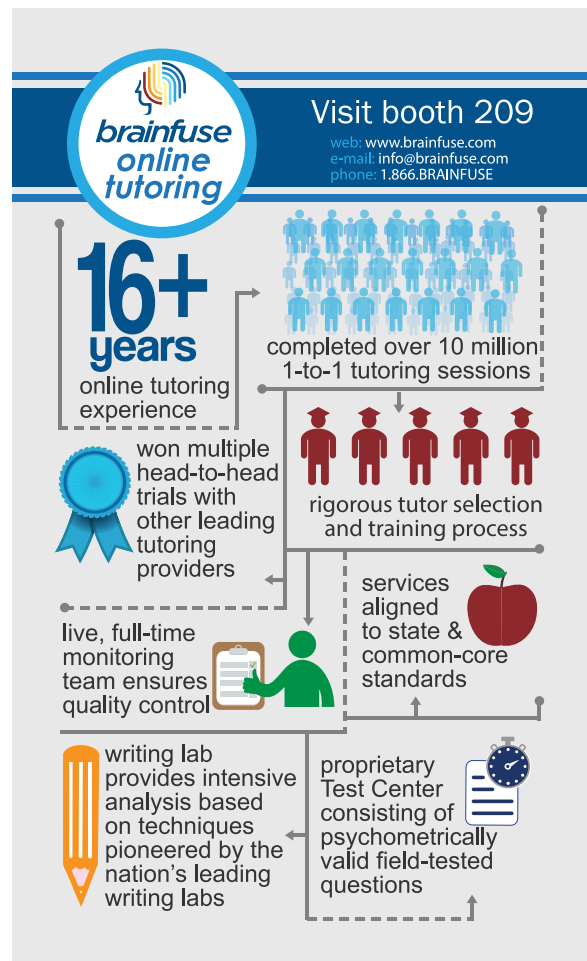 brainfuse
online
tutoring
Visit booth 209
web: www.brainfuse.com
e-mail: info@brainfuse.com
phone: 1.866.BRAINFUSE
16+
years
online tutoring
experience
completed over 10 million
1-to-1 tutoring sessions
won multiple
head-to-head
trials with
other leading
tutoring
providers
rigorous tutor selection
and training process
live, full-time
monitoring
team ensures
quality control
services
aligned
to state &
common-core
standards
writing lab
provides intensive
analysis based
on techniques
pioneered by the
nation's leading
writing labs
proprietary
Test Center
consisting of
psychometrically
valid field-tested
questions